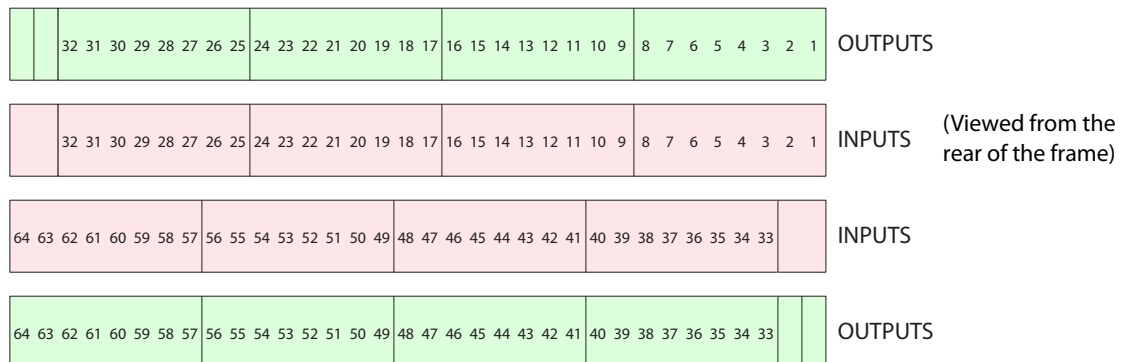 32 31 30 29 28 27 26 25 24 23 22 21 20 19 18 17 16 15 14 13 12 11 10 9 8 7 6 5 4 3 2 1 OUTPUTS
32 31 30 29 28 27 26 25 24 23 22 21 20 19 18 17 16 15 14 13 12 11 10 9 8 7 6 5 4 3 2 1 INPUTS
(Viewed from the
rear of the frame)
64 63 62 61 60 59 58 57 56 55 54 53 52 51 50 49 48 47 46 45 44 43 42 41 40 39 38 37 36 35 34 33 INPUTS
64 63 62 61 60 59 58 57 56 55 54 53 52 51 50 49 48 47 46 45 44 43 42 41 40 39 38 37 36 35 34 33 OUTPUTS